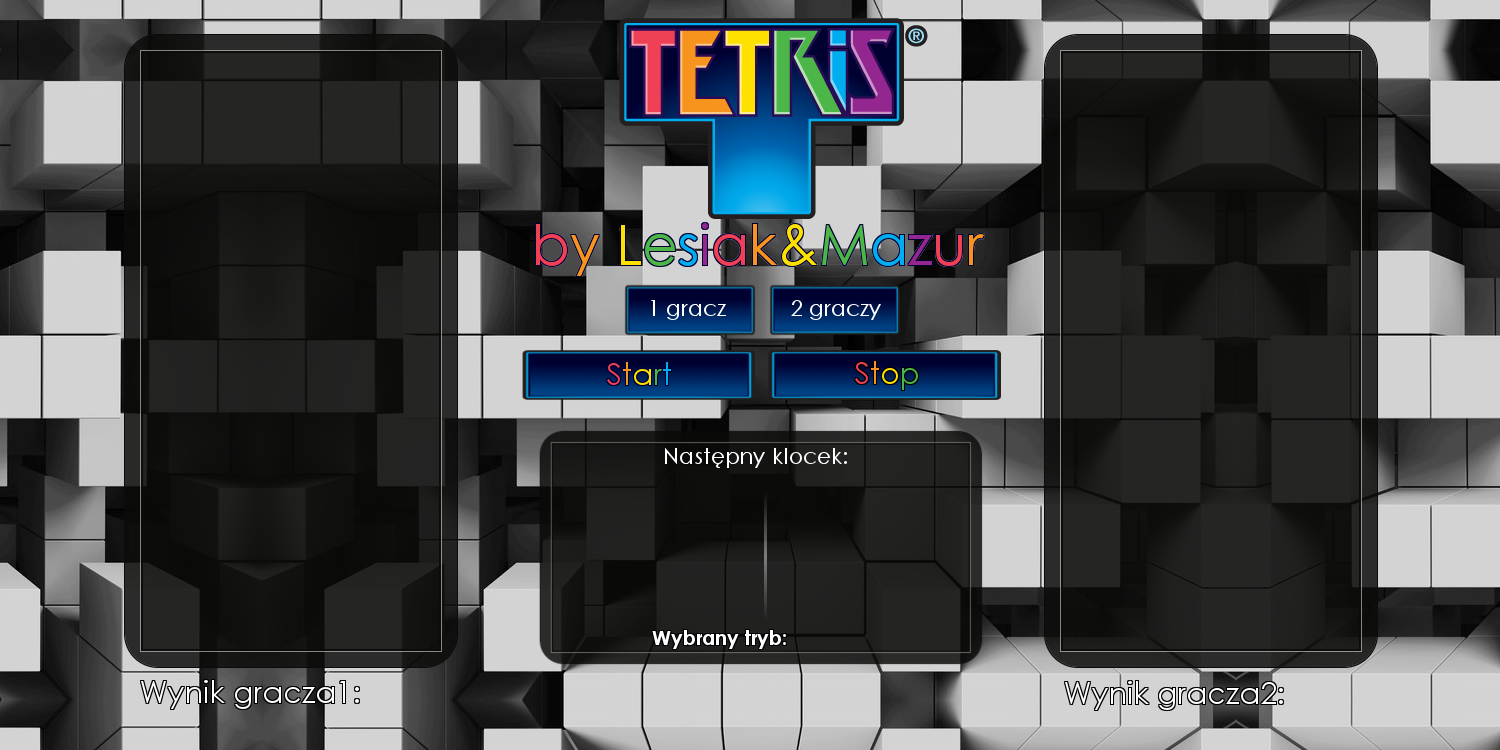 TETRiS ®
by Lesiak&Mazur
1 gracz 2 graczy
Start Stop
Następny klocek:
Wybrany tryb:
Wynik gracza1: Wynik gracza2: